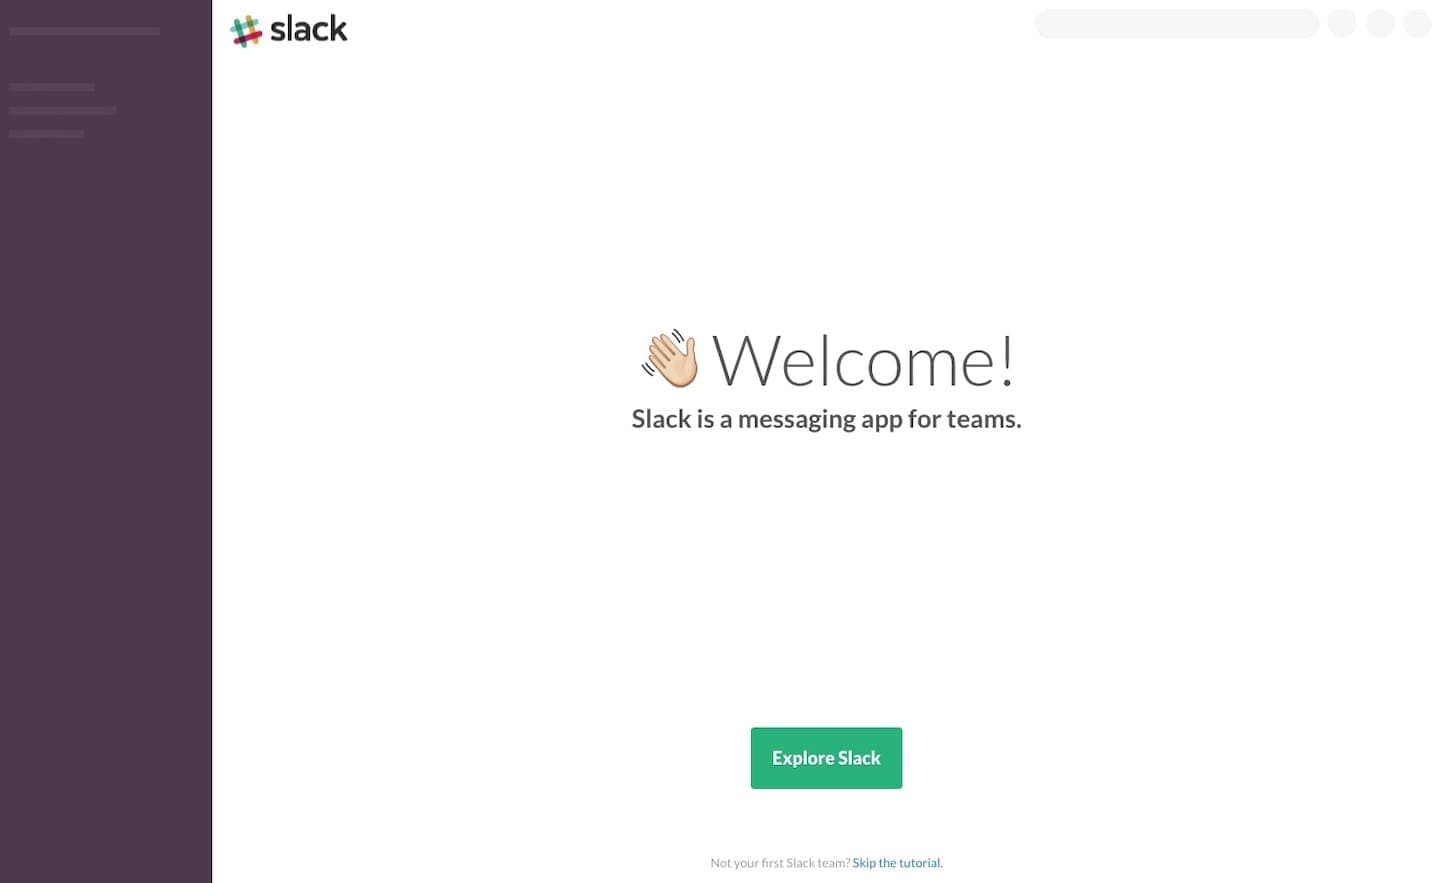 slack
Welcome!
Slack is a messaging app for teams.
Explore Slack
Not your first Slack team? Skip the tutorial.